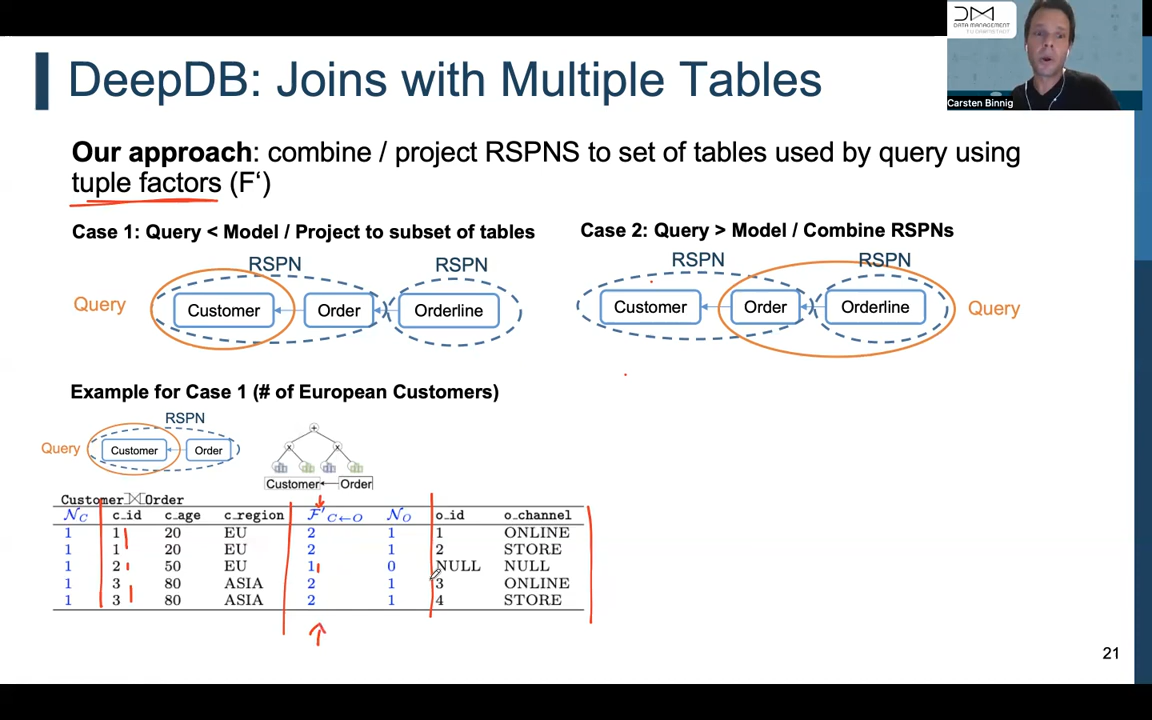 DATA MANAGEMENT
Carsten Binnig
DeepDB: Joins with Multiple Tables
Our approach: combine / project RSPNS to set of tables used by query using
tuple factors (F‘)
Case 1: Query < Model / Project to subset of tables
RSPN RSPN
Query Customer Order Orderline
Case 2: Query > Model / Combine RSPNs
RSPN RSPN
Customer Order Orderline Query
Example for Case 1 (# of European Customers)
RSPN
Query Customer Order
+
x x
Customer Order
Customer⋈Order
N_C c_id c_age c_region F'_C←O N_O o_id o_channel
1 1 20 EU 2 1 1 ONLINE
1 1 20 EU 2 1 2 STORE
1 2 50 EU 1 0 NULL NULL
1 3 80 ASIA 2 1 3 ONLINE
1 3 80 ASIA 2 1 4 STORE
21